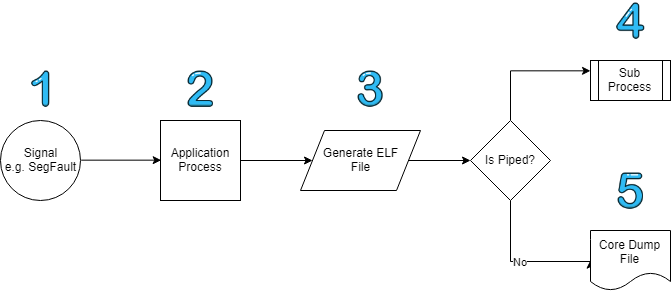 1
2
3
4
5
Signal
e.g. SegFault
Application
Process
Generate ELF
File
Is Piped?
Sub
Process
No
Core Dump
File